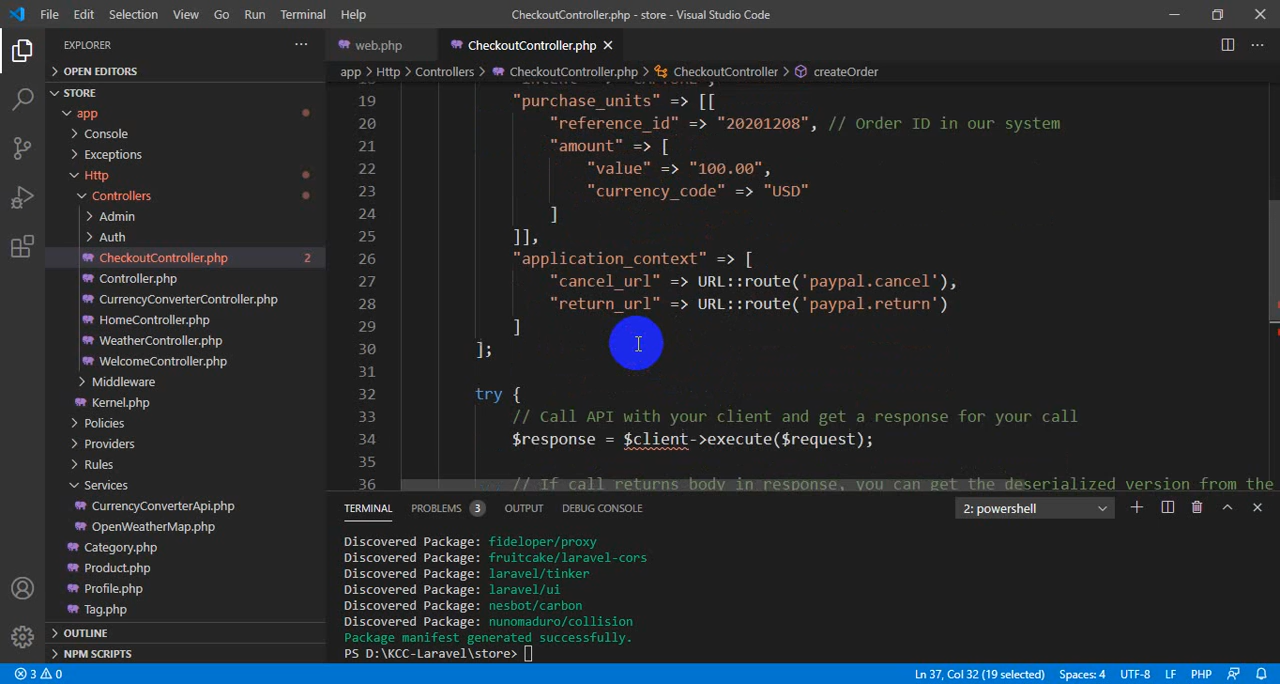 File Edit Selection View Go Run Terminal Help CheckoutController.php - store - Visual Studio Code
EXPLORER
web.php
CheckoutController.php
OPEN EDITORS
app > Http > Controllers > CheckoutController.php > CheckoutController > createOrder
STORE
app
Console
Exceptions
Http
Controllers
Admin
Auth
CheckoutController.php 2
Controller.php
CurrencyConverterController.php
HomeController.php
WeatherController.php
WelcomeController.php
Middleware
Kernel.php
Policies
Providers
Rules
Services
CurrencyConverterApi.php
OpenWeatherMap.php
Category.php
Product.php
Profile.php
Tag.php
OUTLINE
NPM SCRIPTS
19 "purchase_units" => [[
20 "reference_id" => "20201208", // Order ID in our system
21 "amount" => [
22 "value" => "100.00",
23 "currency_code" => "USD"
24 ]
25 ]],
26 "application_context" => [
27 "cancel_url" => URL::route('paypal.cancel'),
28 "return_url" => URL::route('paypal.return')
29 ]
30 ];
31
32 try {
33 // Call API with your client and get a response for your call
34 $response = $client->execute($request);
35
36 // If call returns body in response, you can get the deserialized version from the
TERMINAL PROBLEMS 3 OUTPUT DEBUG CONSOLE 2: powershell
Discovered Package: fideloper/proxy
Discovered Package: fruitcake/laravel-cors
Discovered Package: laravel/tinker
Discovered Package: laravel/ui
Discovered Package: nesbot/carbon
Discovered Package: nunomaduro/collision
Package manifest generated successfully.
PS D:\KCC-Laravel\store>
3 0 Ln 37, Col 32 (19 selected) Spaces: 4 UTF-8 LF PHP